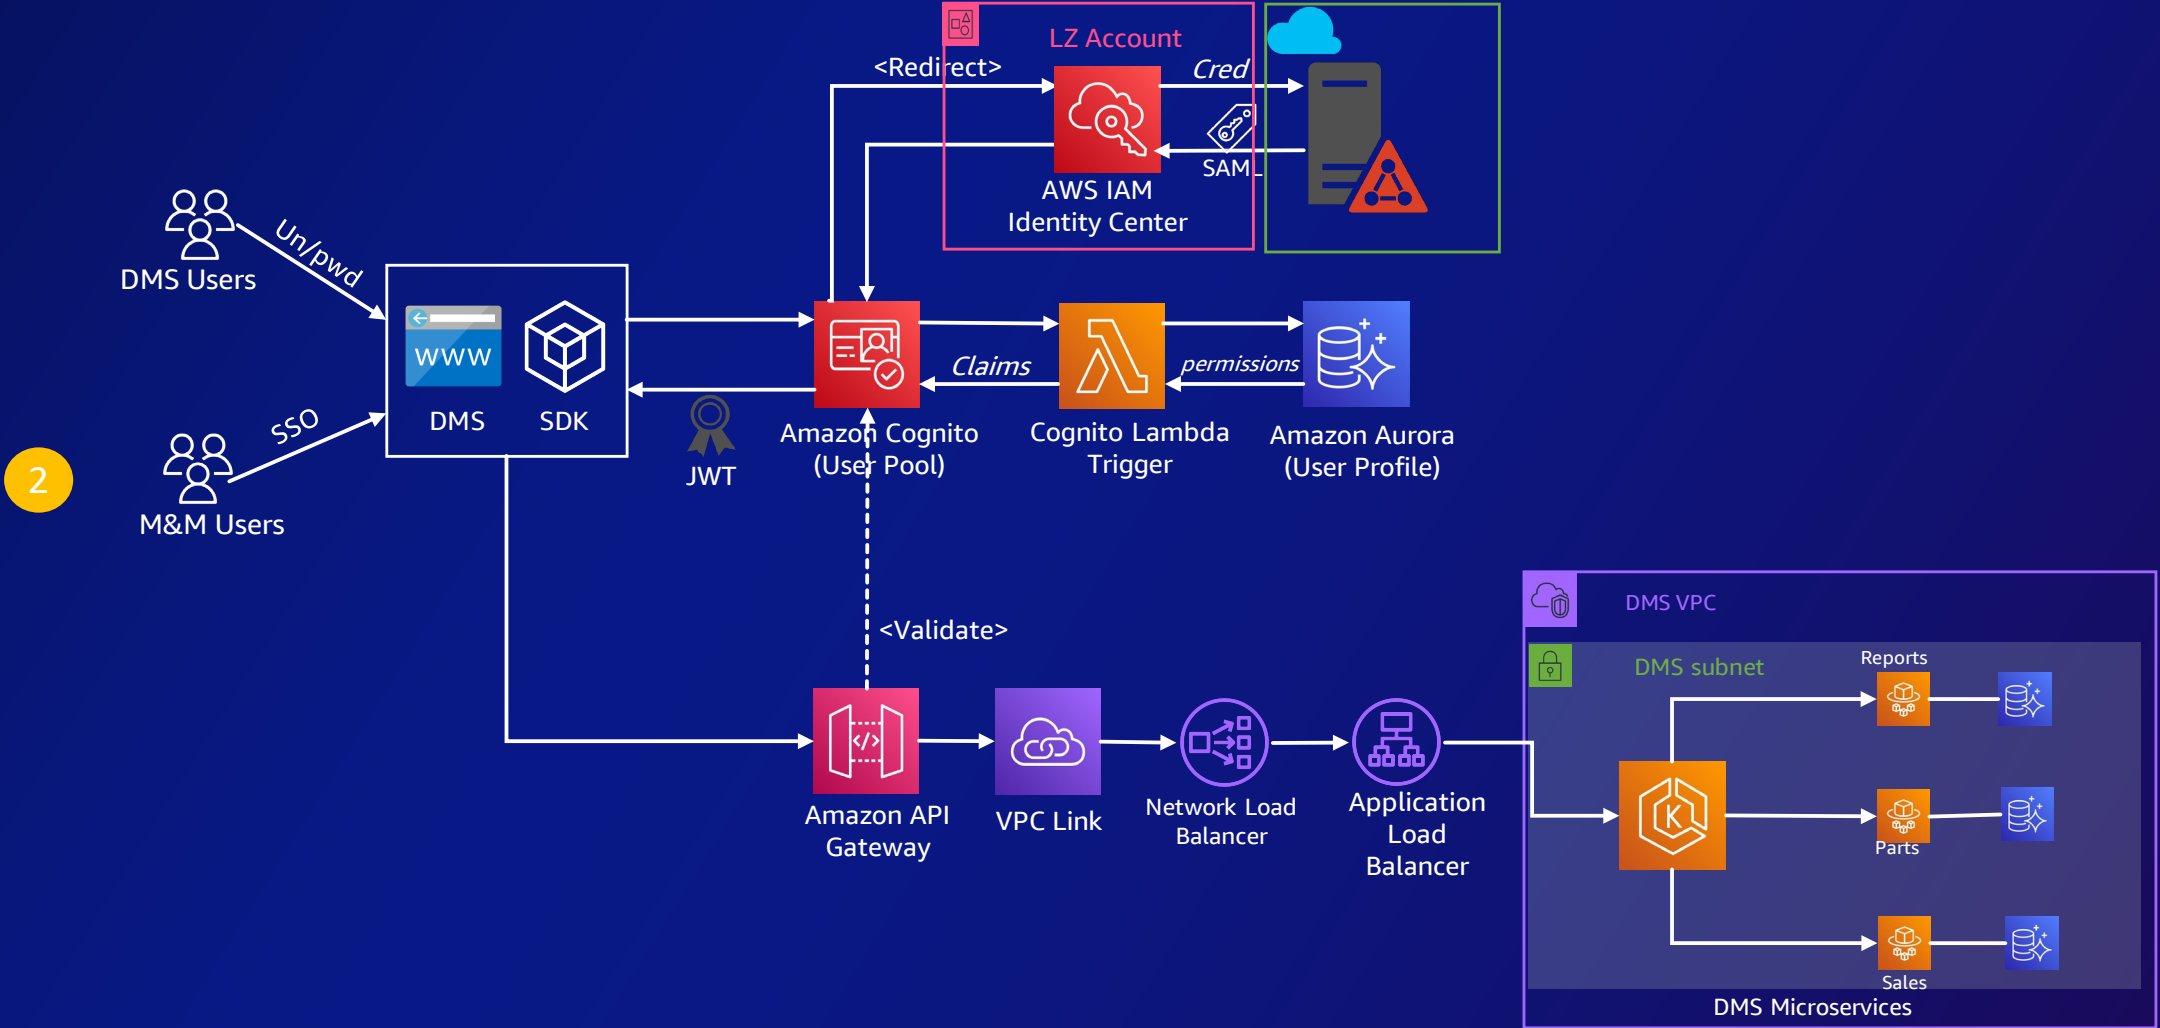 LZ Account
<Redirect>
Cred
SAML
AWS IAM
Identity Center
DMS Users
Un/pwd
SSO
M&M Users
2
WWW
DMS
SDK
JWT
Amazon Cognito
(User Pool)
Claims
Cognito Lambda
Trigger
permissions
Amazon Aurora
(User Profile)
<Validate>
Amazon API
Gateway
VPC Link
Network Load
Balancer
Application
Load
Balancer
DMS VPC
DMS subnet
K
Reports
Parts
Sales
DMS Microservices